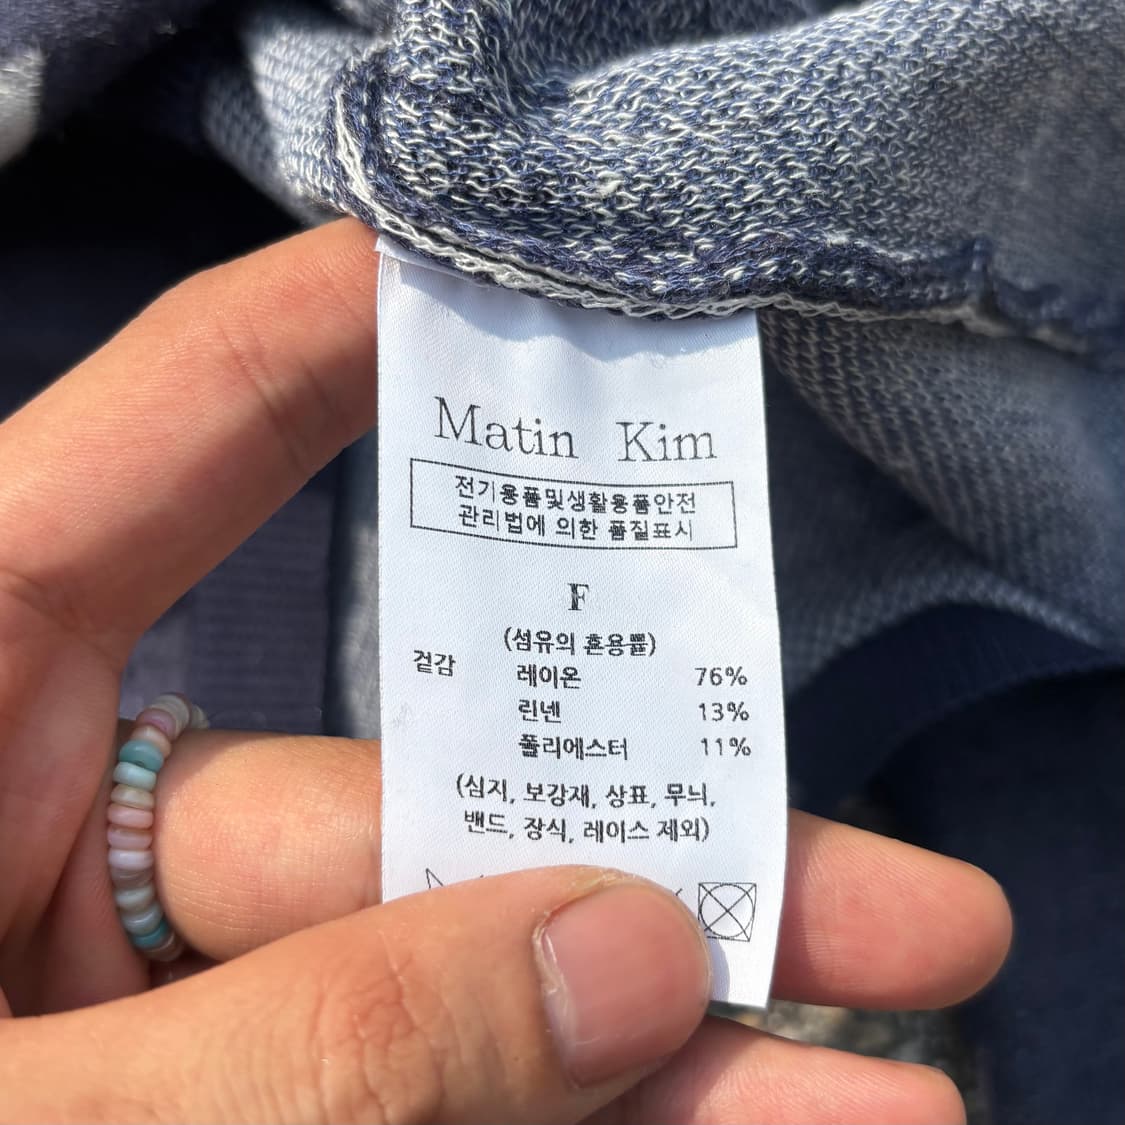 Matin Kim
전기용품및생활용품안전
관리법에 의한 품질표시
F
(섬유의 혼용률)
겉감 레이온 76%
린넨 13%
폴리에스터 11%
(심지, 보강재, 상표, 무늬,
밴드, 장식, 레이스 제외)